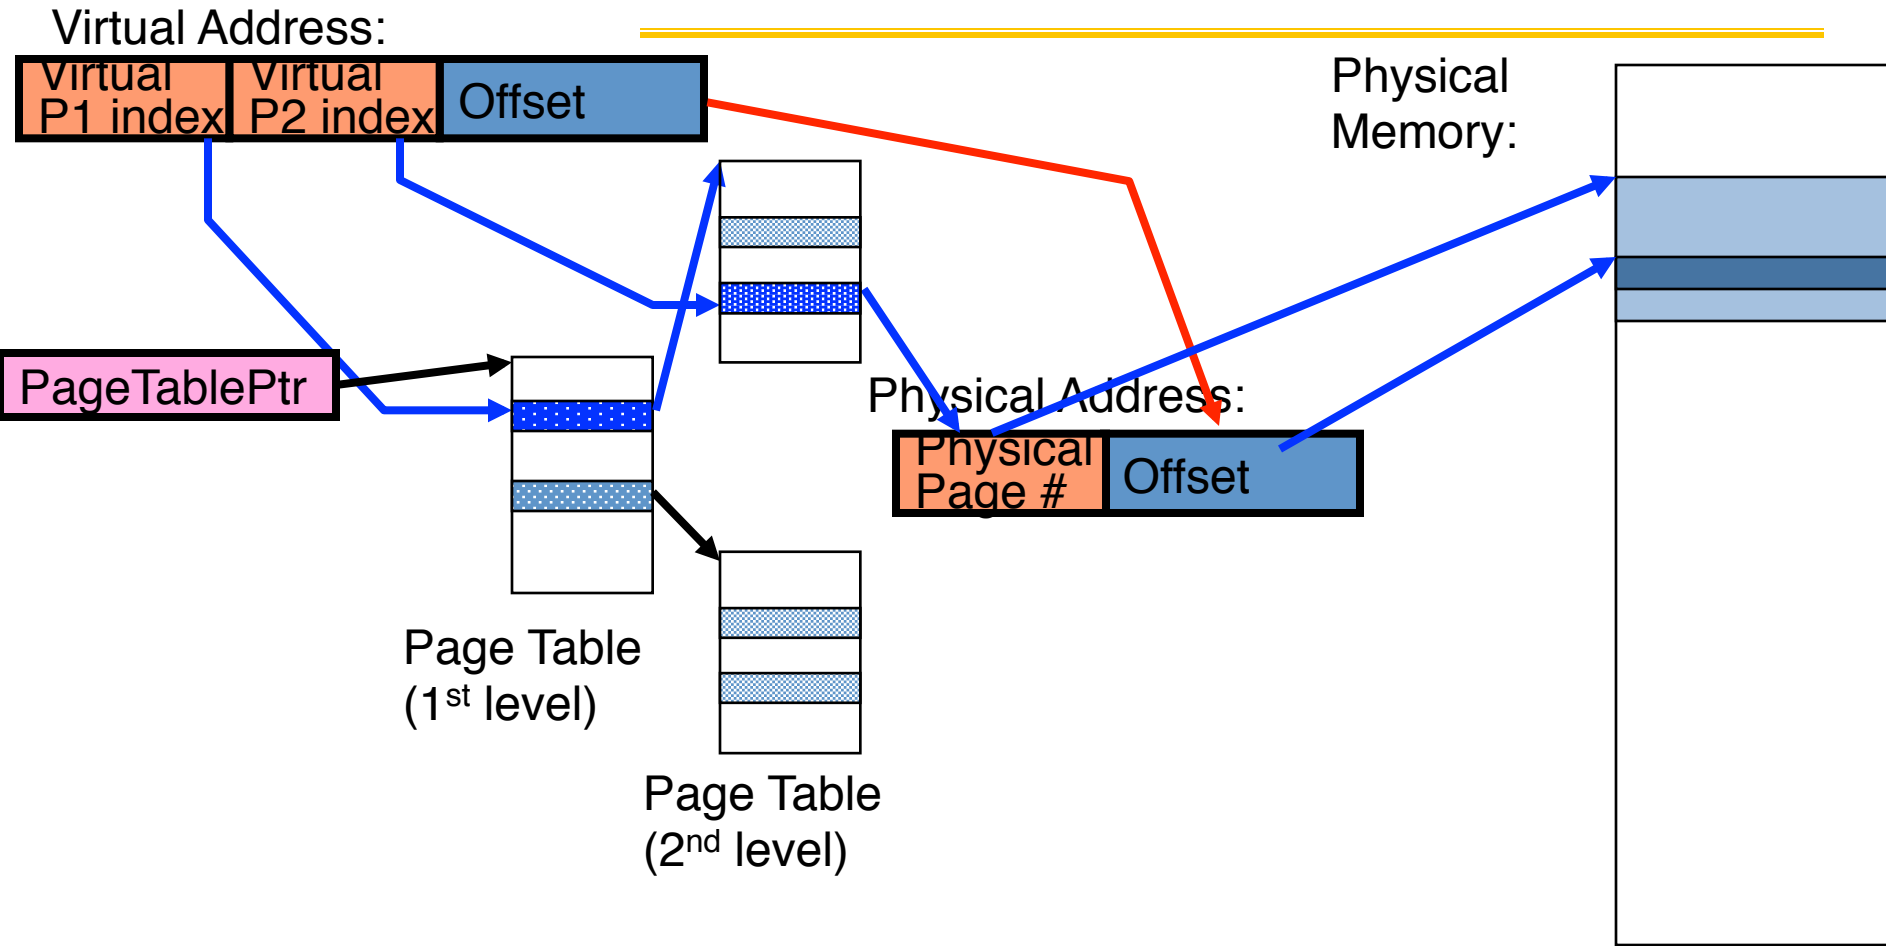 Virtual Address:
Virtual
P1 index
Virtual
P2 index
Offset
Physical
Memory:
PageTablePtr
Physical Address:
Physical
Page #
Offset
Page Table
(1st level)
Page Table
(2nd level)